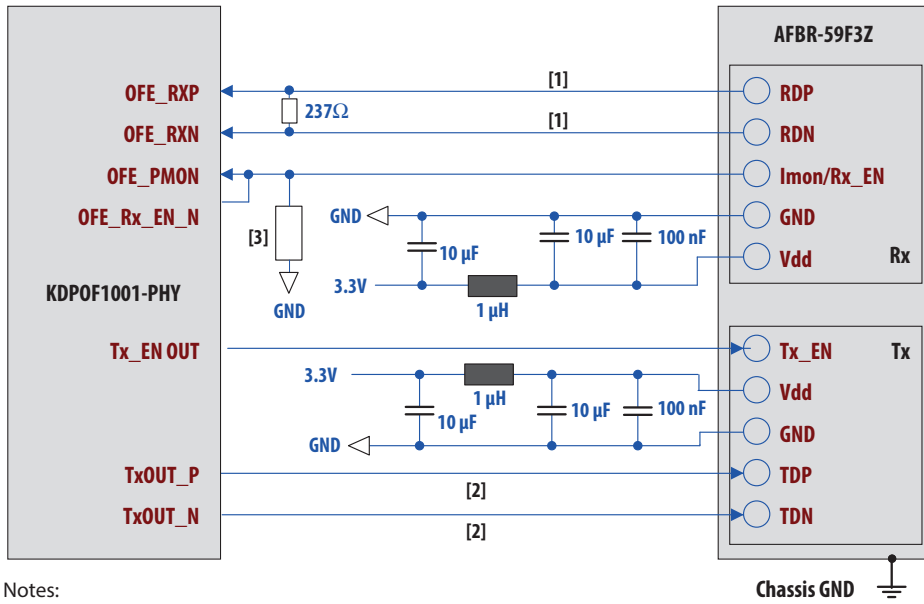 AFBR-59F3Z
OFE_RXP
237Ω
[1]
RDP
OFE_RXN
[1]
RDN
OFE_PMON
Imon/Rx_EN
OFE_Rx_EN_N
[3]
GND
GND
10 µF
10 µF
100 nF
GND
Vdd
Rx
3.3V
1 µH
KDPOF1001-PHY
Tx_EN OUT
Tx_EN
Tx
3.3V
1 µH
Vdd
10 µF
10 µF
100 nF
GND
GND
TxOUT_P
[2]
TDP
TxOUT_N
[2]
TDN
Notes:
Chassis GND